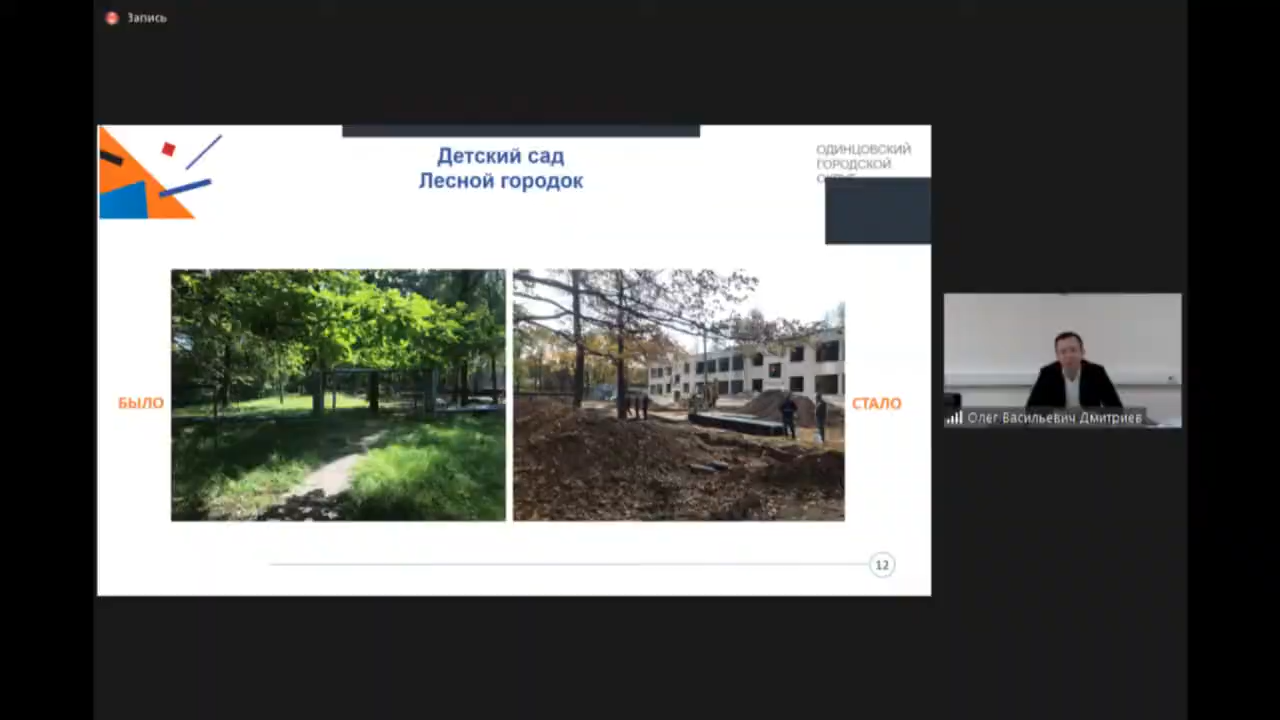 Запись
Детский сад
Лесной городок
ОДИНЦОВСКИЙ
ГОРОДСКОЙ
БЫЛО
СТАЛО
Олег Васильевич Дмитриев
12